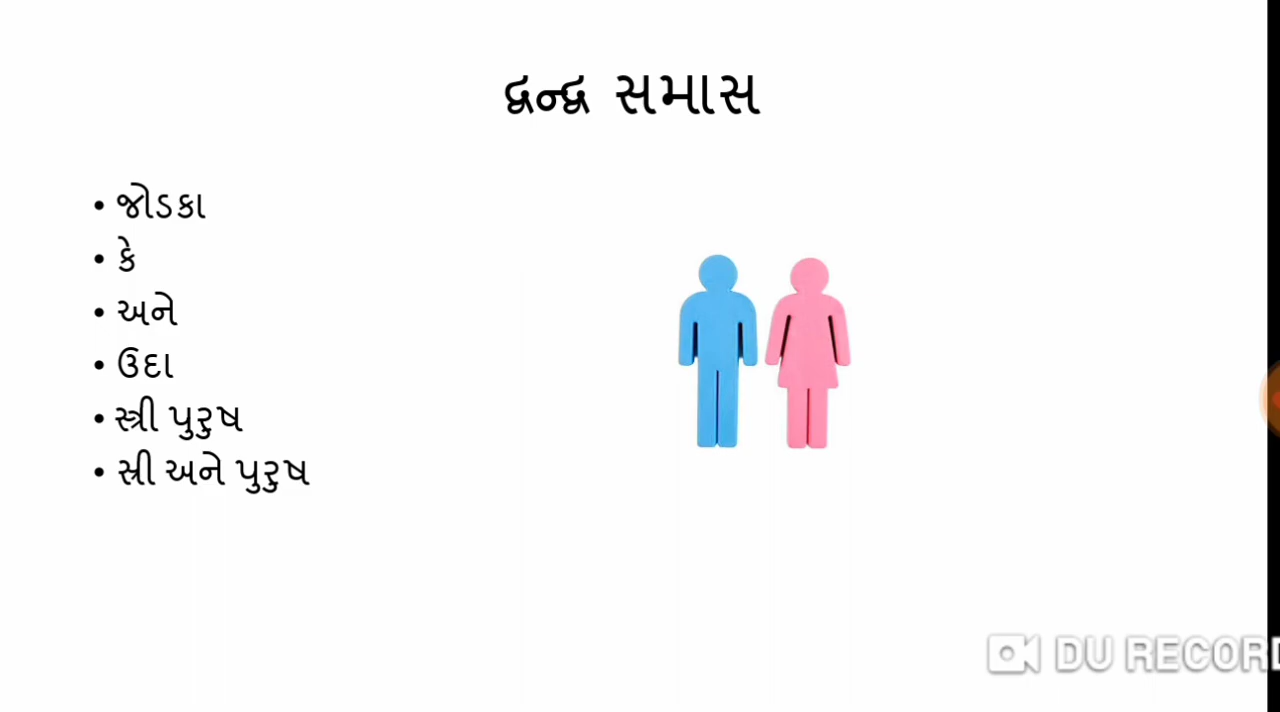 દ્વન્દ્વ સમાસ
• જોડકા
• કે
• અને
• ઉદા
• સ્ત્રી પુરુષ
• સ્રી અને પુરુષ
DU RECORD